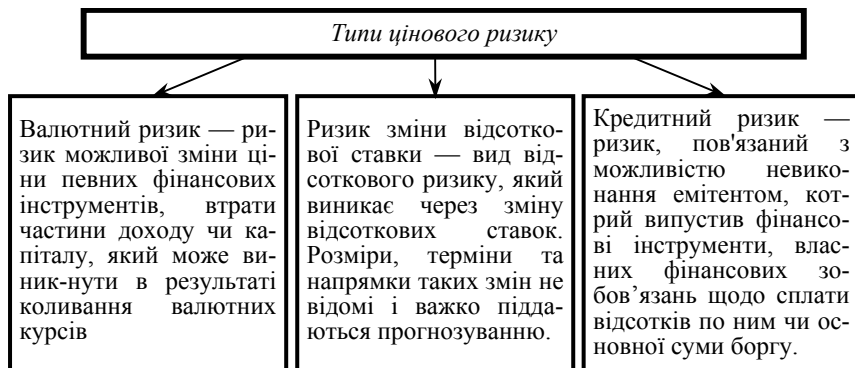 Типи цінового ризику
Валютний ризик — ри-
зик можливої зміни ці-
ни певних фінансових
інструментів, втрати
частини доходу чи ка-
піталу, який може ви-
ник-нути в результаті
коливання валютних
курсів
Ризик зміни відсотко-
вої ставки — вид від-
соткового ризику, який
виникає через зміну
відсоткових ставок.
Розміри, терміни та
напрямки таких змін не
відомі і важко підда-
ються прогнозуванню.
Кредитний ризик —
ризик, пов'язаний з
можливістю невико-
нання емітентом, кот-
рий випустив фінансо-
ві інструменти, влас-
них фінансових зо-
бов’язань щодо сплати
відсотків по ним чи ос-
новної суми боргу.